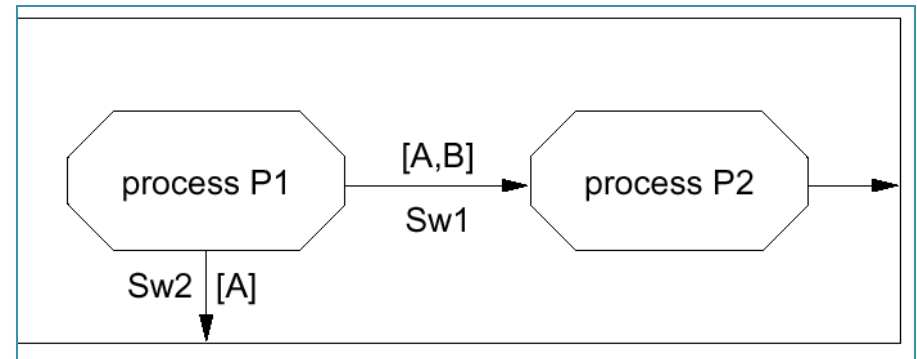 [A,B]
process P1
process P2
Sw1
Sw2
[A]